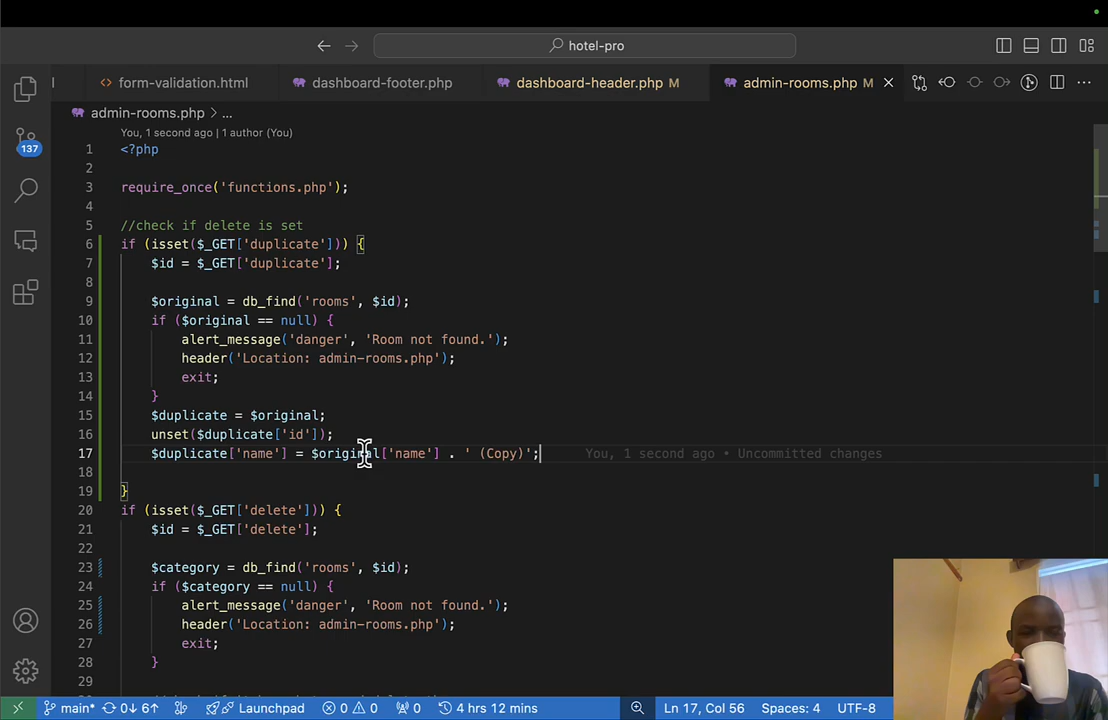 hotel-pro
form-validation.html
dashboard-footer.php
dashboard-header.php M
admin-rooms.php M
admin-rooms.php > ...
You, 1 second ago | 1 author (You)
137
1 <?php
2
3 require_once('functions.php');
4
5 //check if delete is set
6 if (isset($_GET['duplicate'])) {
7 $id = $_GET['duplicate'];
8
9 $original = db_find('rooms', $id);
10 if ($original == null) {
11 alert_message('danger', 'Room not found.');
12 header('Location: admin-rooms.php');
13 exit;
14 }
15 $duplicate = $original;
16 unset($duplicate['id']);
17 $duplicate['name'] = $original['name'] . ' (Copy)'; You, 1 second ago • Uncommitted changes
18
19 }
20 if (isset($_GET['delete'])) {
21 $id = $_GET['delete'];
22
23 $category = db_find('rooms', $id);
24 if ($category == null) {
25 alert_message('danger', 'Room not found.');
26 header('Location: admin-rooms.php');
27 exit;
28 }
29
main* 0↓ 6↑ Launchpad 0 0 0 4 hrs 12 mins Ln 17, Col 56 Spaces: 4 UTF-8